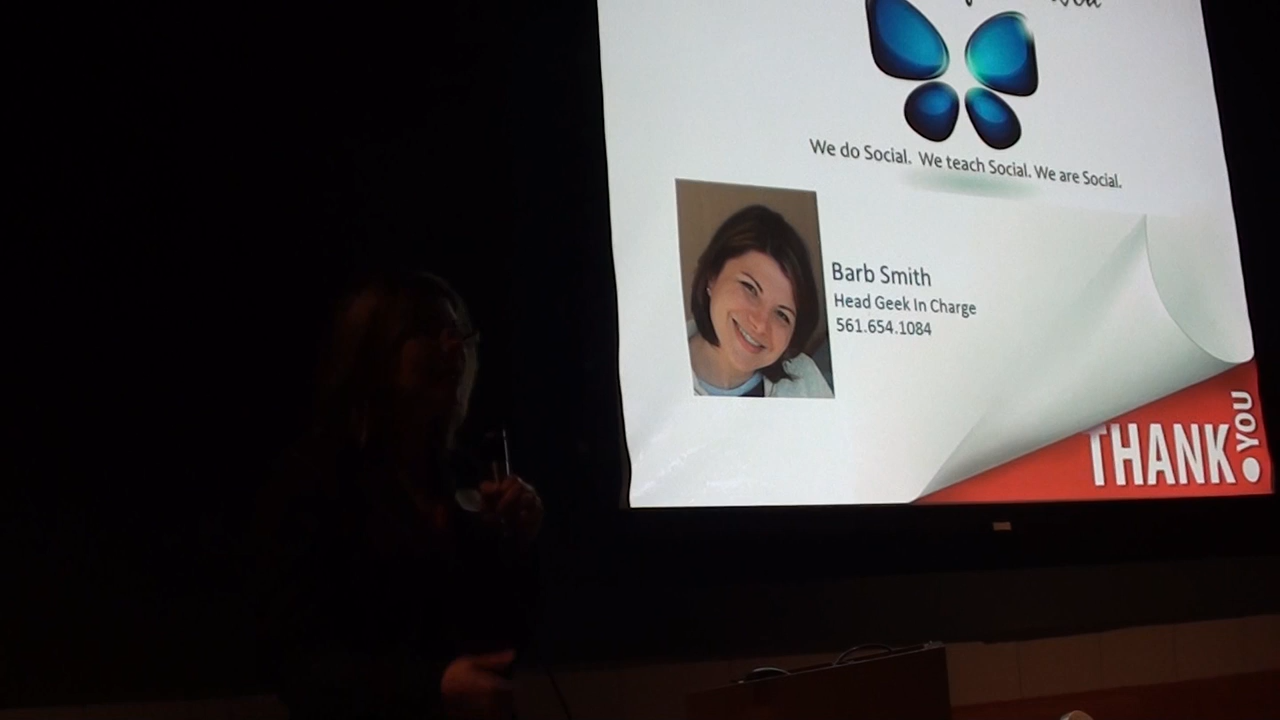 We do Social. We teach Social. We are Social.
Barb Smith
Head Geek In Charge
561.654.1084
THANK YOU